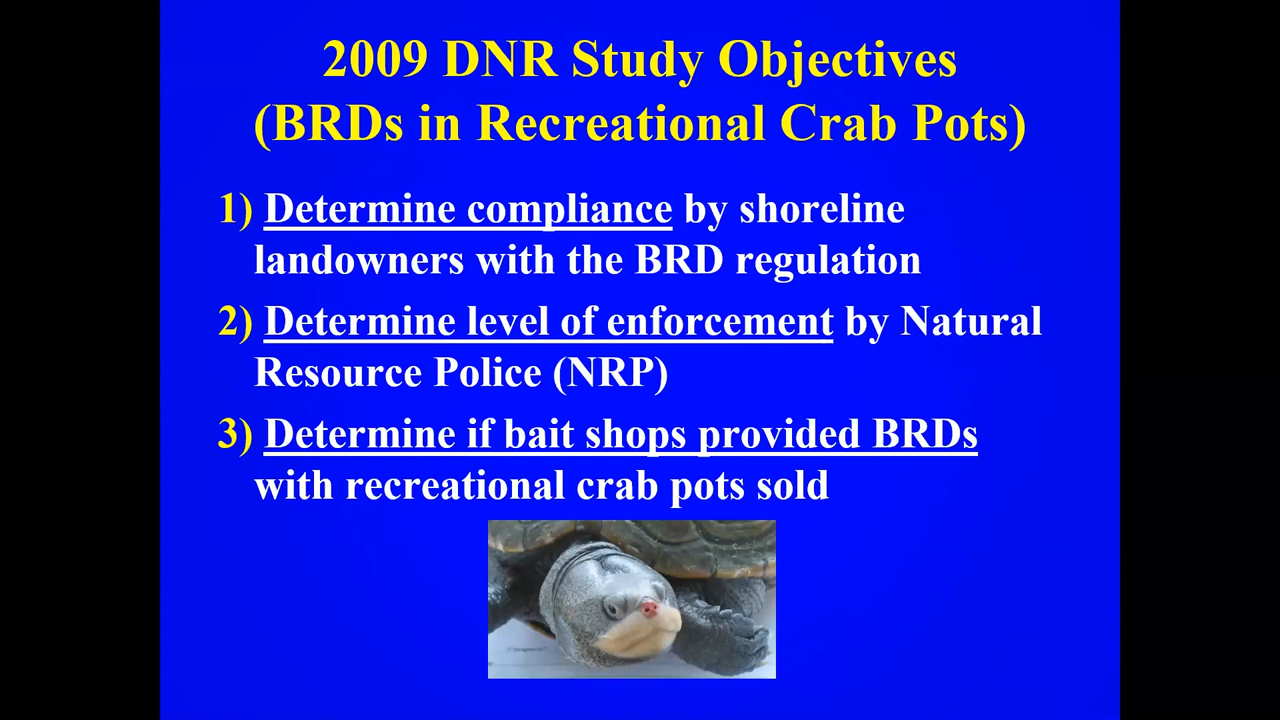 2009 DNR Study Objectives
(BRDs in Recreational Crab Pots)
1) Determine compliance by shoreline
landowners with the BRD regulation
2) Determine level of enforcement by Natural
Resource Police (NRP)
3) Determine if bait shops provided BRDs
with recreational crab pots sold